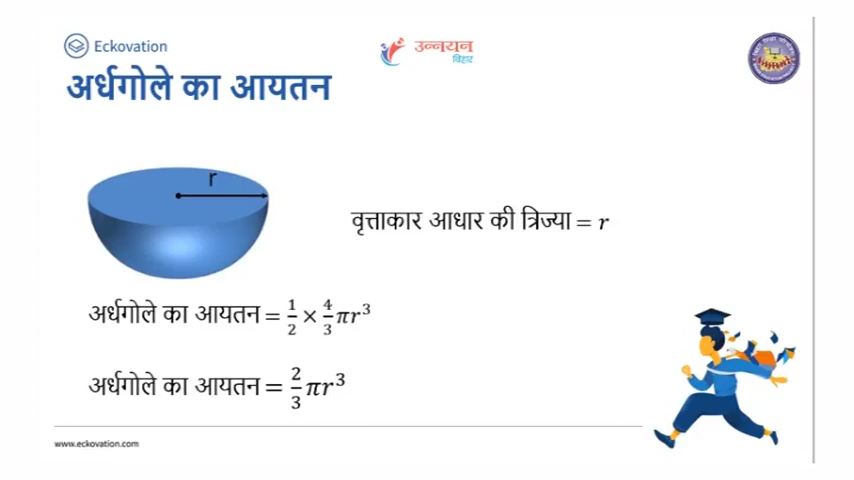 Eckovation
उन्नयन
बिहार
अर्धगोले का आयतन
r
वृत्ताकार आधार की त्रिज्या = r
अर्धगोले का आयतन = 1/2 × 4/3 πr³
अर्धगोले का आयतन = 2/3 πr³
www.eckovation.com